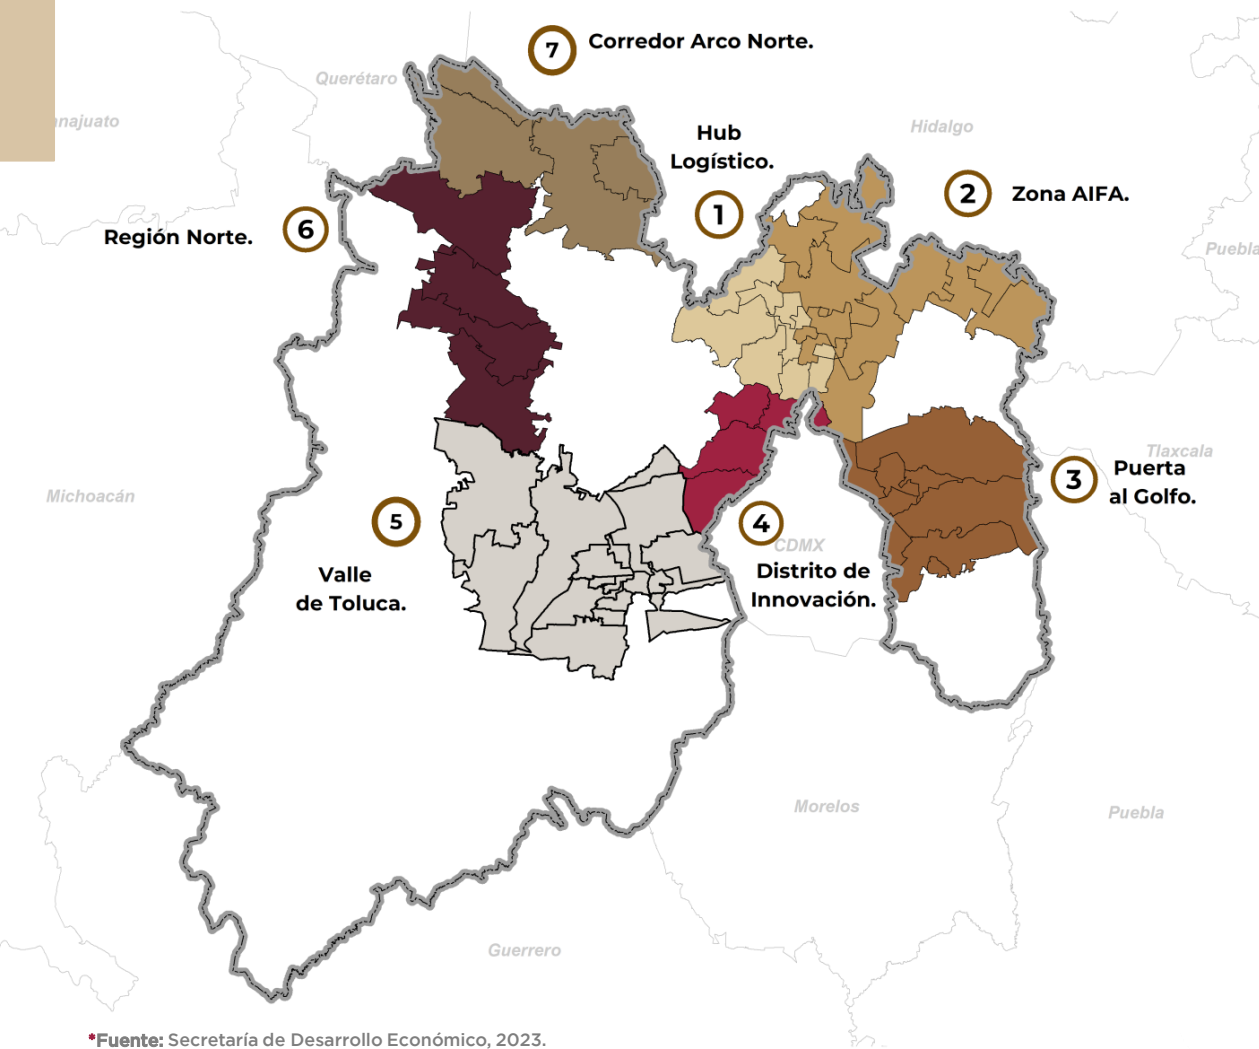 7
Corredor Arco Norte.
Querétaro
najuato
Hidalgo
Hub
Logístico.
1
2
Zona AIFA.
6
Región Norte.
Puebla
Tlaxcala
3
Puerta
al Golfo.
Michoacán
5
4
CDMX
Valle
de Toluca.
Distrito de
Innovación.
Morelos
Puebla
Guerrero
*Fuente: Secretaría de Desarrollo Económico, 2023.